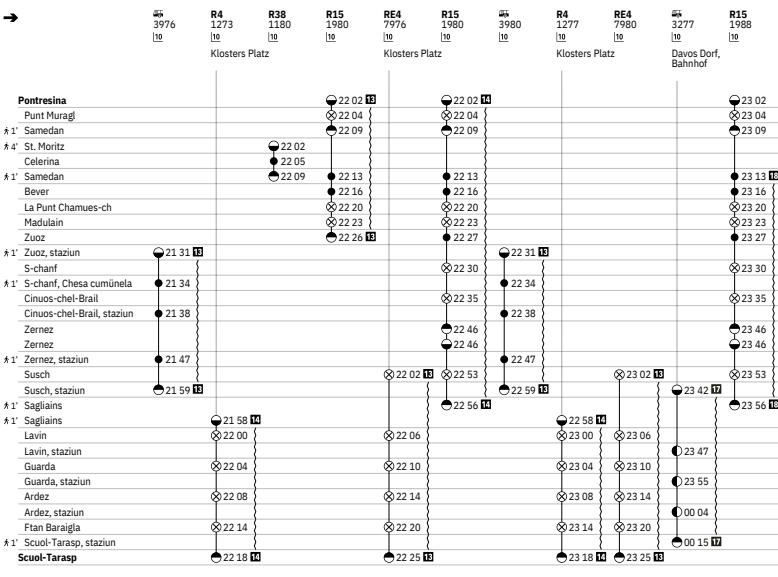 R4 R38 R15 RE4 R15 R4 RE4 R15
3976 1273 1180 1980 7976 1980 3980 1277 7980 3277 1988
10 10 10 10 10 10 10 10 10 10 10
Klosters Platz Klosters Platz Klosters Platz Davos Dorf,
Bahnhof
Pontresina 22 02 13 22 02 14 23 02
Punt Muragl 22 04 22 04 23 04
1' Samedan 22 09 22 09 23 09
4' St. Moritz 22 02
Celerina 22 05
1' Samedan 22 09 22 13 22 13 23 13 18
Bever 22 16 22 16 23 16
La Punt Chamues-ch 22 20 22 20 23 20
Madulain 22 23 22 23 23 23
Zuoz 22 26 13 22 27 23 27
1' Zuoz, staziun 21 31 13 22 31 13
S-chanf 22 30 23 30
1' S-chanf, Chesa cumünela 21 34 22 34
Cinuos-chel-Brail 22 35 23 35
Cinuos-chel-Brail, staziun 21 38 22 38
Zernez 22 46 23 46
Zernez 22 46 23 46
1' Zernez, staziun 21 47 22 47
Susch 22 02 13 22 53 23 02 13 23 53
Susch, staziun 21 59 13 22 59 13 23 42 17
1' Sagliains 22 56 14 23 56 18
1' Sagliains 21 58 14 22 58 14
Lavin 22 00 22 06 23 00 23 06
Lavin, staziun 23 47
Guarda 22 04 22 10 23 04 23 10
Guarda, staziun 23 55
Ardez 22 08 22 14 23 08 23 14
Ardez, staziun 00 04
Ftan Baraigla 22 14 22 20 23 14 23 20
1' Scuol-Tarasp, staziun 00 15 17
Scuol-Tarasp 22 18 14 22 25 13 23 18 14 23 25 13